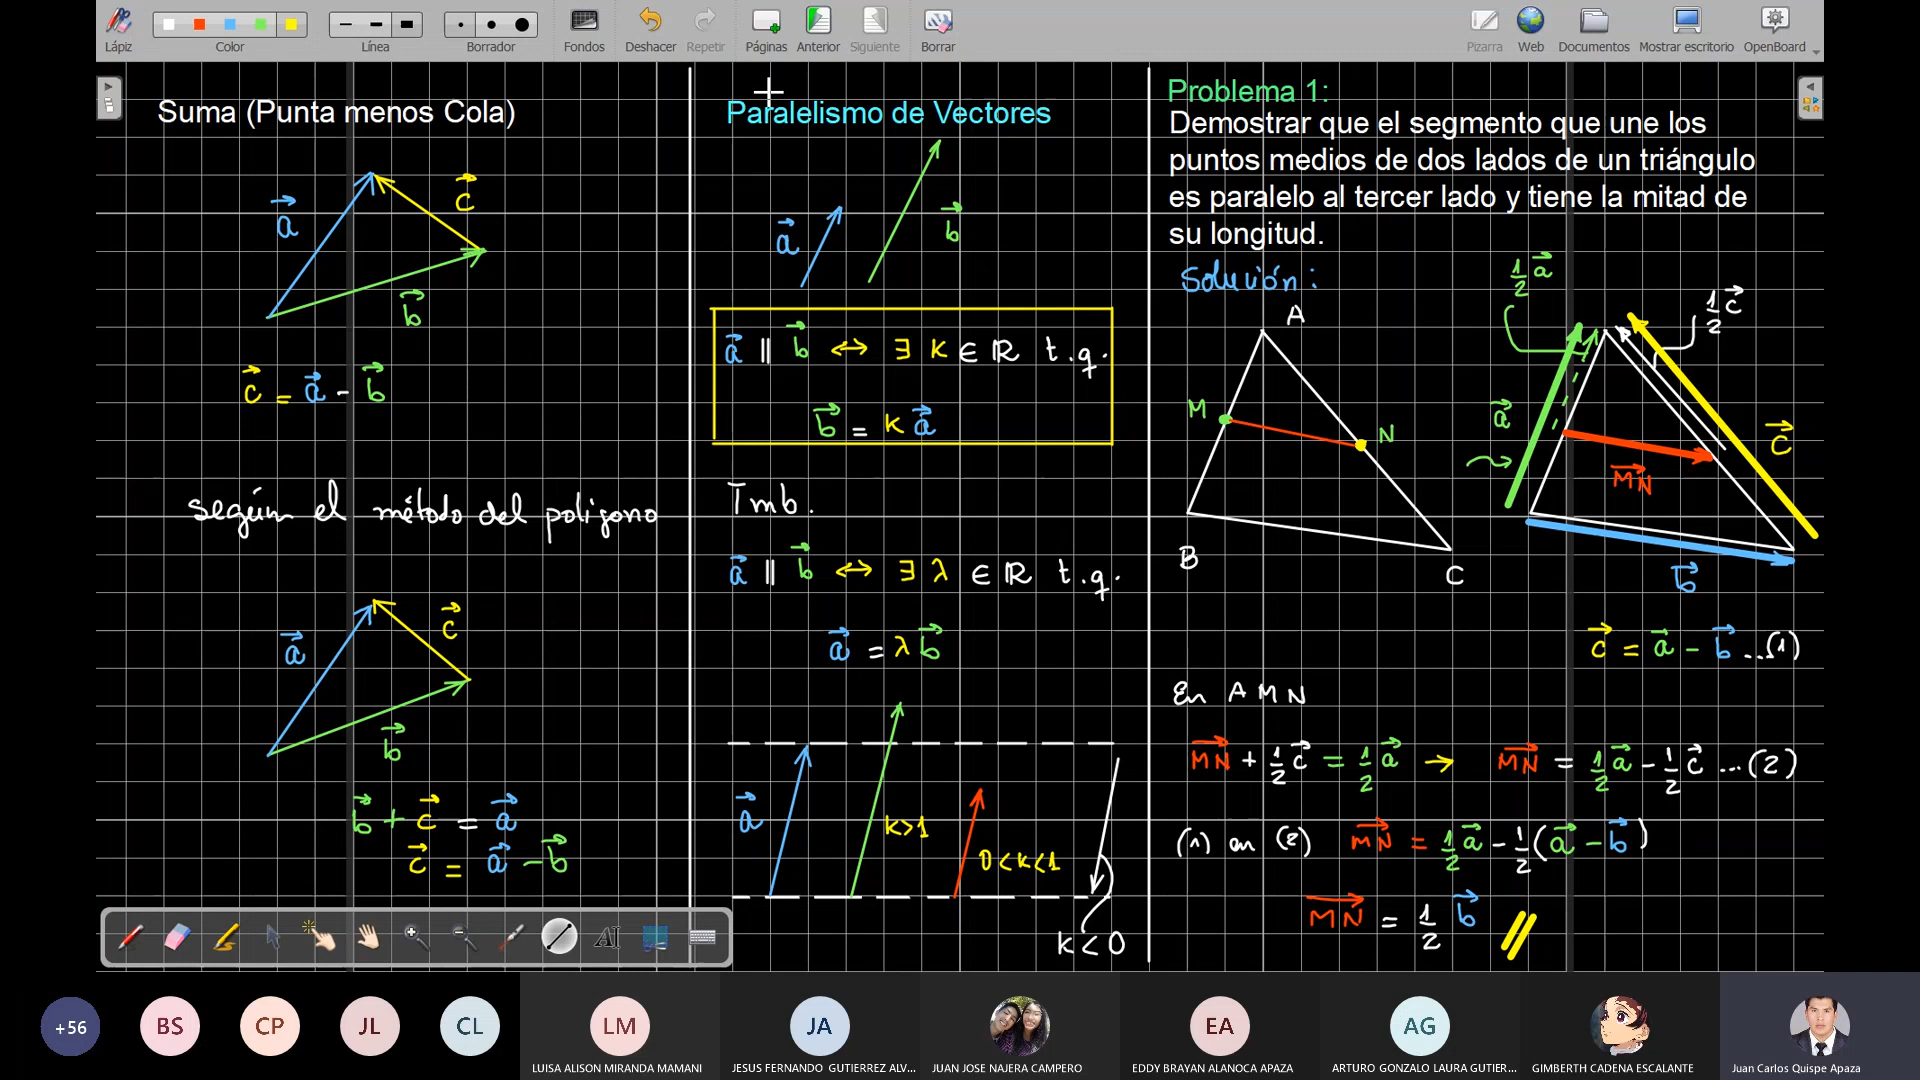 Lápiz
Color
Línea
Borrador
Fondos
Deshacer
Repetir
Páginas
Anterior
Siguiente
Borrar
Pizarra
Web
Documentos
Mostrar escritorio
OpenBoard
Suma (Punta menos Cola)
a⃗
c⃗
b⃗
c⃗ = a⃗ - b⃗
según el método del poligono
a⃗
c⃗
b⃗
b⃗ + c⃗ = a⃗
c⃗ = a⃗ - b⃗
Paralelismo de Vectores
a⃗
b⃗
a⃗ ∥ b⃗ ↔ ∃ K ∈ ℝ t.q.
b⃗ = K a⃗
Tmb.
a⃗ ∥ b⃗ ↔ ∃ λ ∈ ℝ t.q.
a⃗ = λ b⃗
a⃗
K>1
0<K<1
K<0
Problema 1:
Demostrar que el segmento que une los
puntos medios de dos lados de un triángulo
es paralelo al tercer lado y tiene la mitad de
su longitud.
Solución:
A
M
N
B
C
½ a⃗
½ c⃗
a⃗
c⃗
MN⃗
b⃗
c⃗ = a⃗ - b⃗ ...(1)
En AMN
MN⃗ + ½ c⃗ = ½ a⃗ → MN⃗ = ½ a⃗ - ½ c⃗ ...(2)
(1) en (2) MN⃗ = ½ a⃗ - ½ (a⃗ - b⃗)
MN⃗ = ½ b⃗ //
+56
BS
CP
JL
CL
LM
JA
EA
AG
LUISA ALISON MIRANDA MAMANI
JESUS FERNANDO GUTIERREZ ALV...
JUAN JOSE NAJERA CAMPERO
EDDY BRAYAN ALANOCA APAZA
ARTURO GONZALO LAURA GUTIER...
GIMBERTH CADENA ESCALANTE
Juan Carlos Quispe Apaza